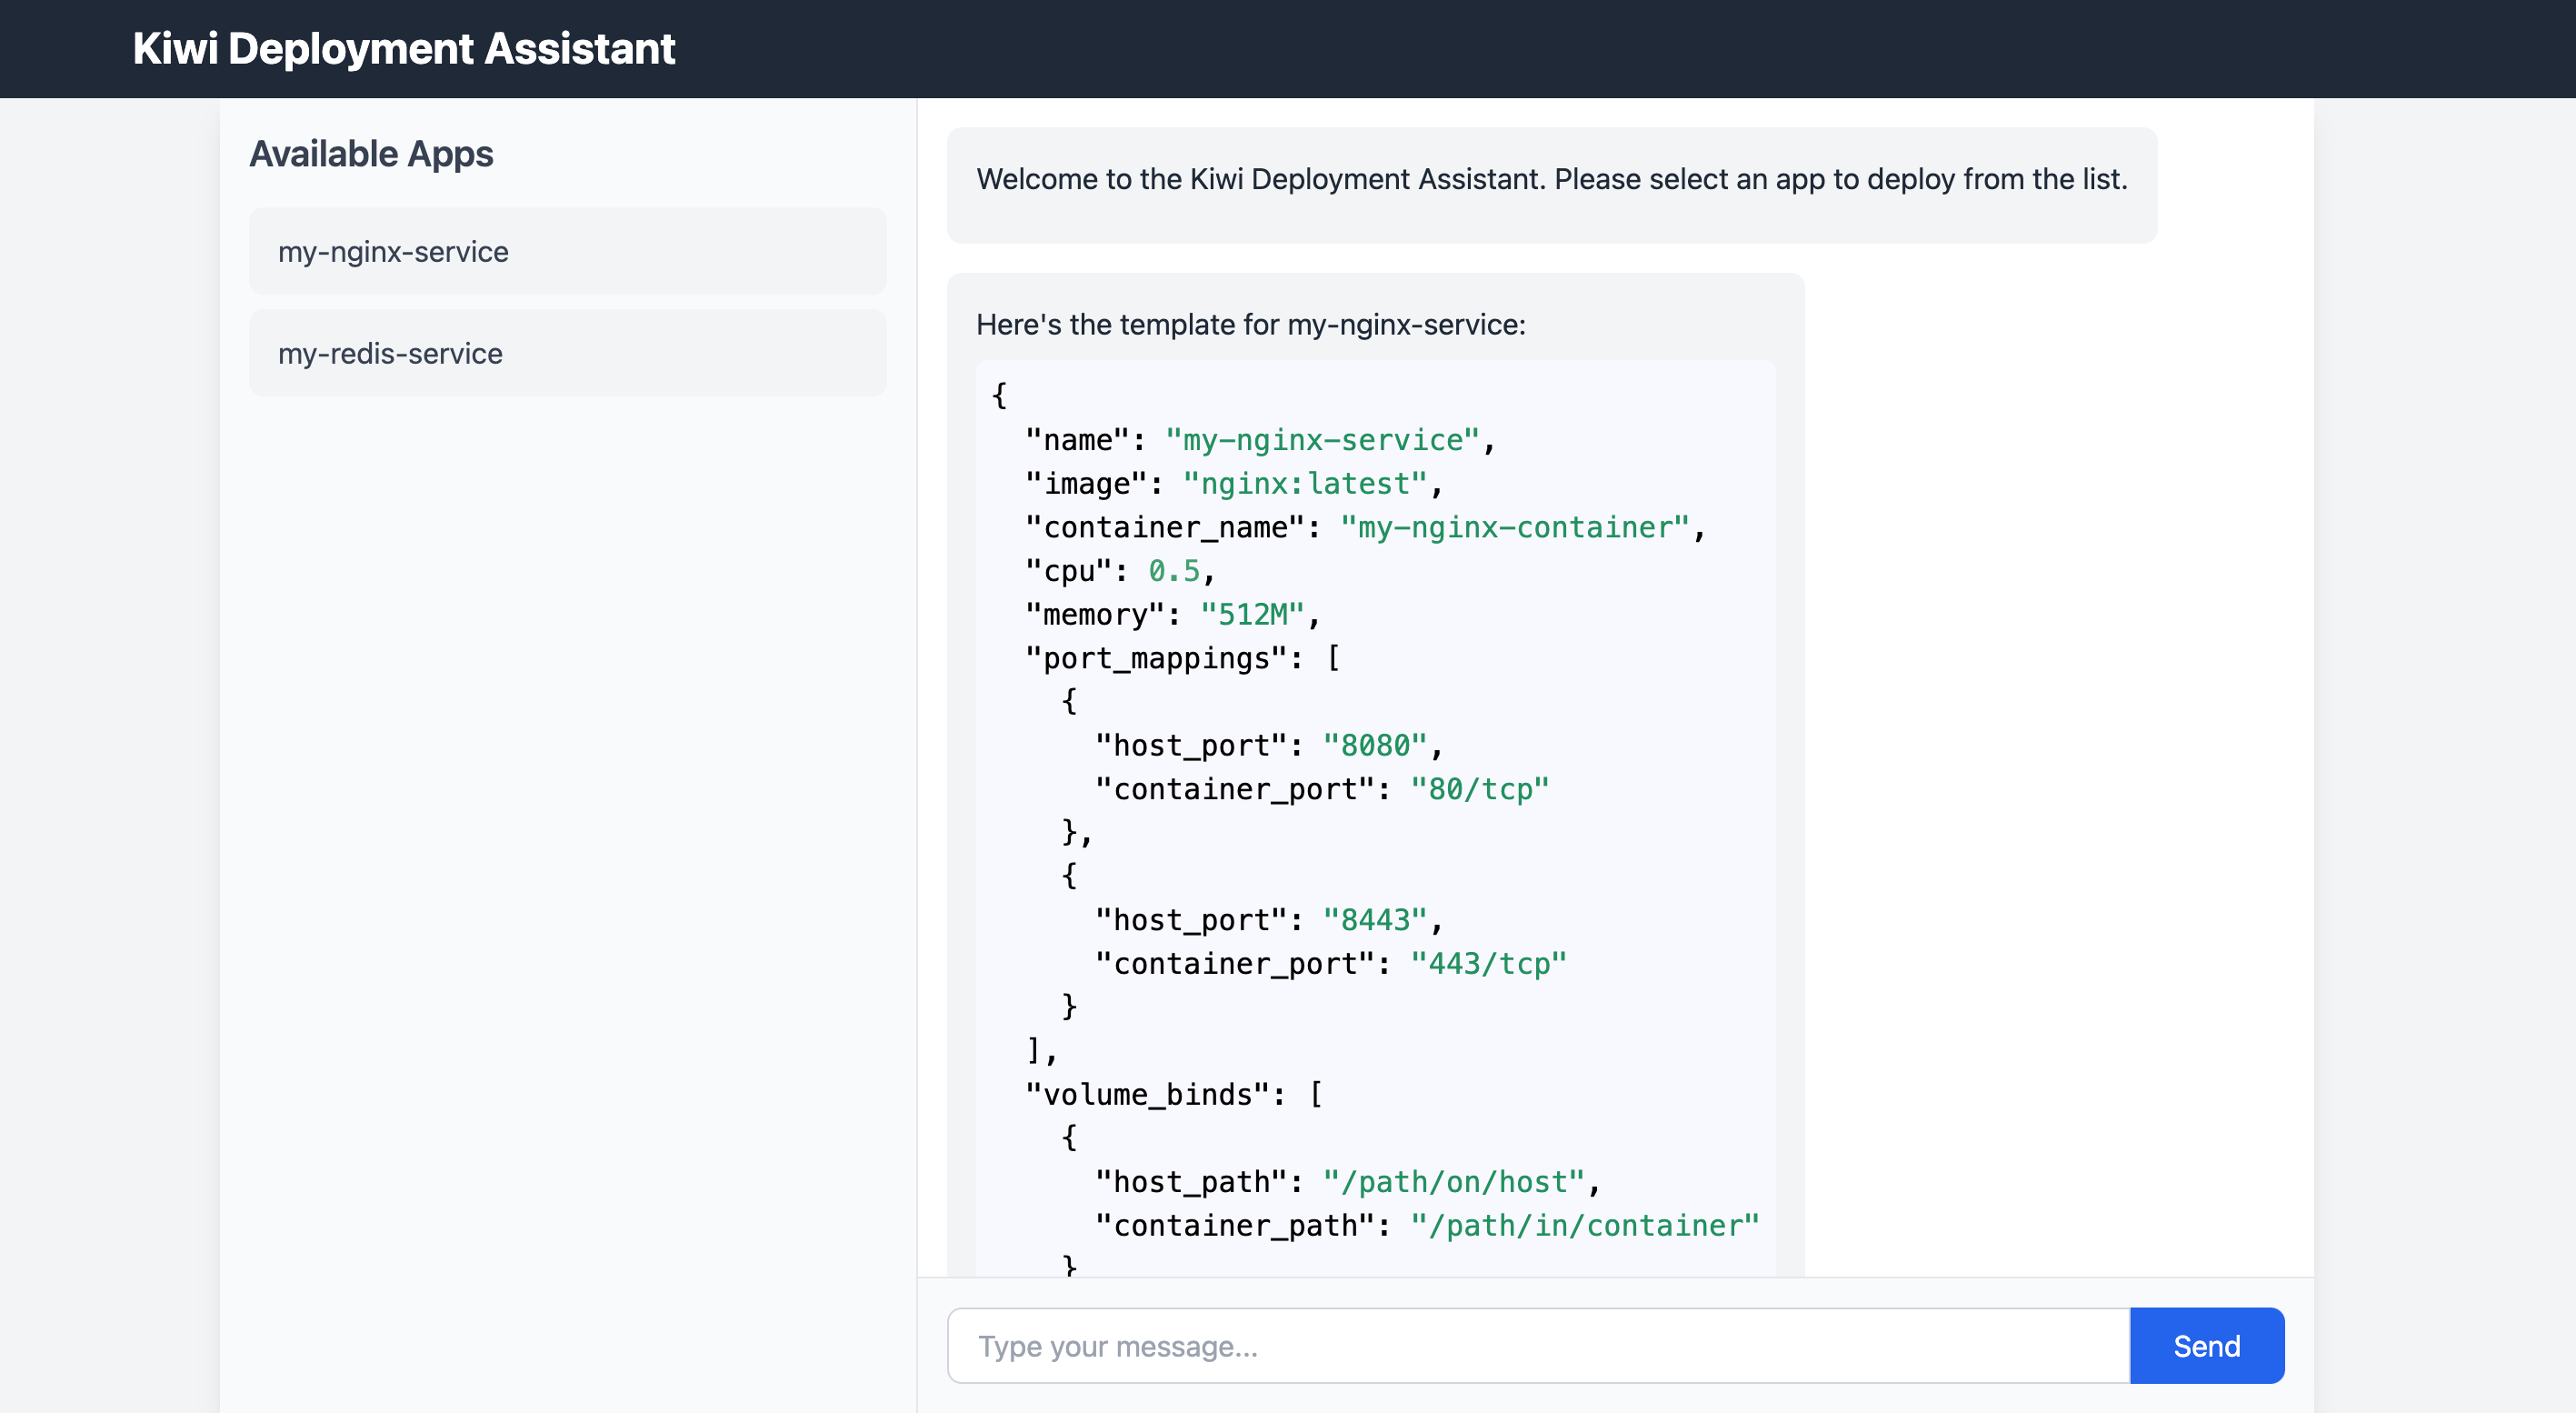 Kiwi Deployment Assistant
Available Apps
my-nginx-service
my-redis-service
Welcome to the Kiwi Deployment Assistant. Please select an app to deploy from the list.
Here's the template for my-nginx-service:
{
  "name": "my-nginx-service",
  "image": "nginx:latest",
  "container_name": "my-nginx-container",
  "cpu": 0.5,
  "memory": "512M",
  "port_mappings": [
    {
      "host_port": "8080",
      "container_port": "80/tcp"
    },
    {
      "host_port": "8443",
      "container_port": "443/tcp"
    }
  ],
  "volume_binds": [
    {
      "host_path": "/path/on/host",
      "container_path": "/path/in/container"
    }
Type your message...
Send